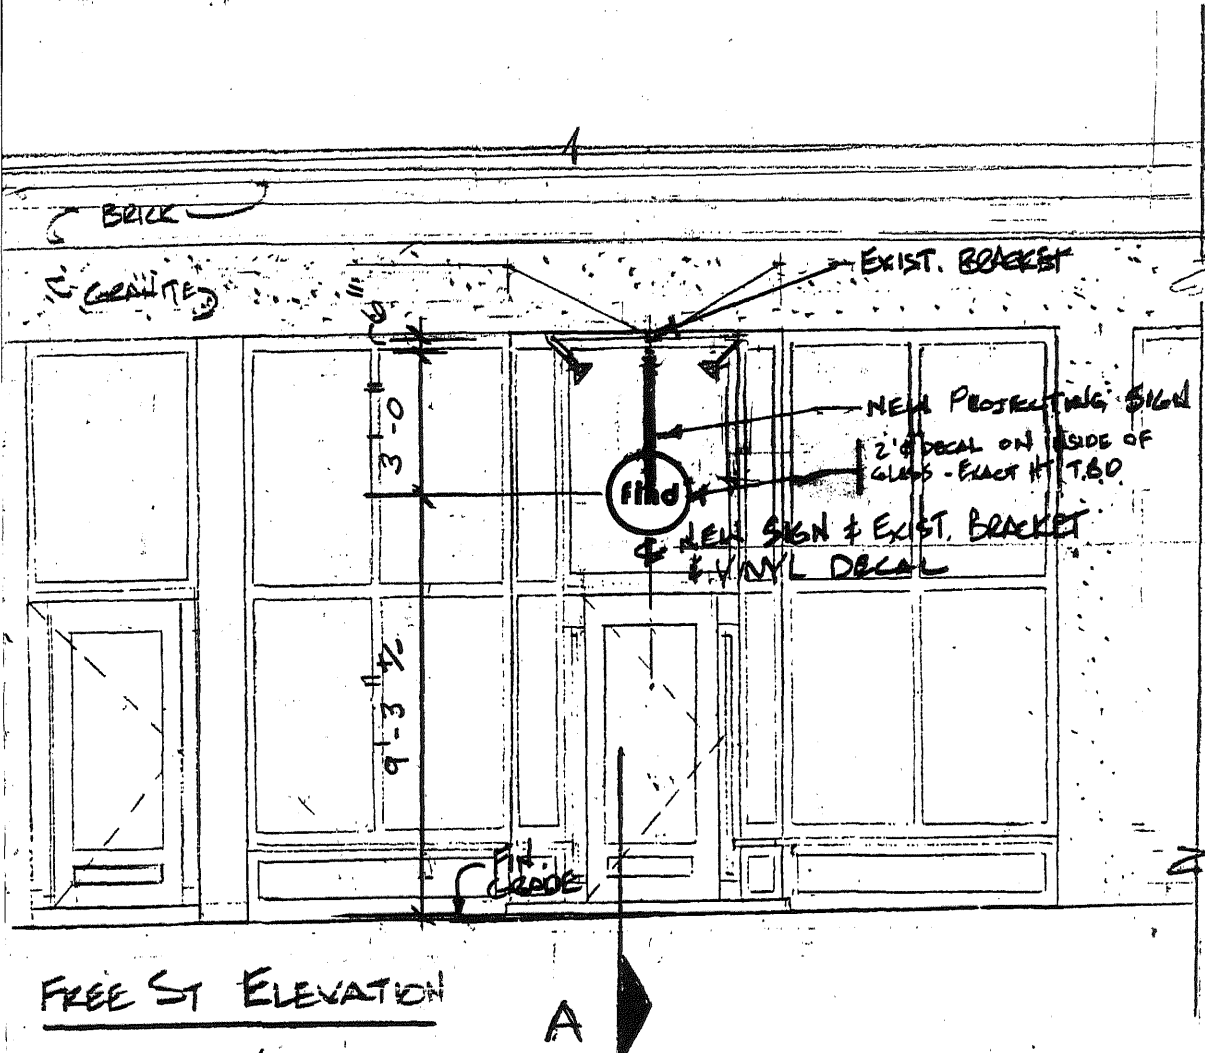 BRICK
EXIST. BRACKET
GRANITE
6"
3'-0"
NEW PROJECTING SIGN
2'⌀ DECAL ON INSIDE OF
GLASS - EXACT HT T.B.D.
find
℄ NEW SIGN & EXIST. BRACKET
& VINYL DECAL
9'-3" +/-
FIN.
GRADE
FREE ST ELEVATION
A